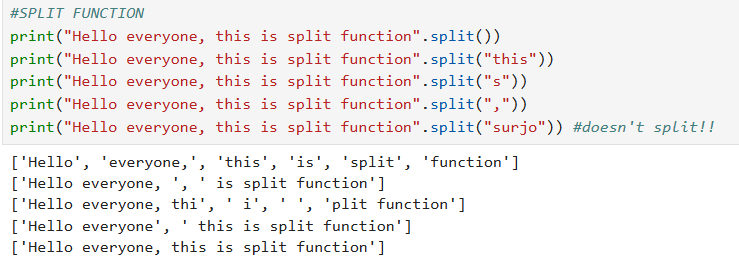 #SPLIT FUNCTION
print("Hello everyone, this is split function".split())
print("Hello everyone, this is split function".split("this"))
print("Hello everyone, this is split function".split("s"))
print("Hello everyone, this is split function".split(","))
print("Hello everyone, this is split function".split("surjo")) #doesn't split!!
['Hello', 'everyone,', 'this', 'is', 'split', 'function']
['Hello everyone, ', ' is split function']
['Hello everyone, thi', ' i', ' ', 'plit function']
['Hello everyone', ' this is split function']
['Hello everyone, this is split function']